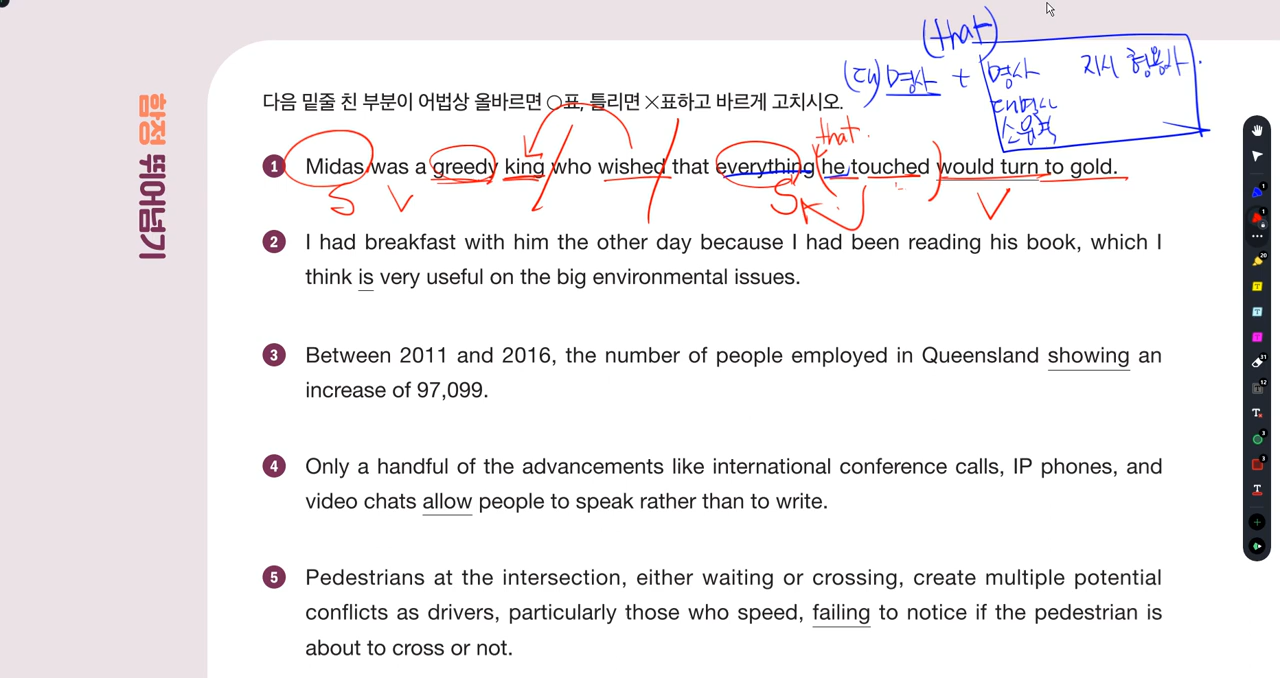 (that)
(대) 명사 + 명사 지시 형용사.
대명사
소유격
함정 뛰어넘기
다음 밑줄 친 부분이 어법상 올바르면 ○표, 틀리면 ×표하고 바르게 고치시오.
that.
1 Midas was a greedy king who wished that everything he touched would turn to gold.
S V S V
2 I had breakfast with him the other day because I had been reading his book, which I
think is very useful on the big environmental issues.
3 Between 2011 and 2016, the number of people employed in Queensland showing an
increase of 97,099.
4 Only a handful of the advancements like international conference calls, IP phones, and
video chats allow people to speak rather than to write.
5 Pedestrians at the intersection, either waiting or crossing, create multiple potential
conflicts as drivers, particularly those who speed, failing to notice if the pedestrian is
about to cross or not.